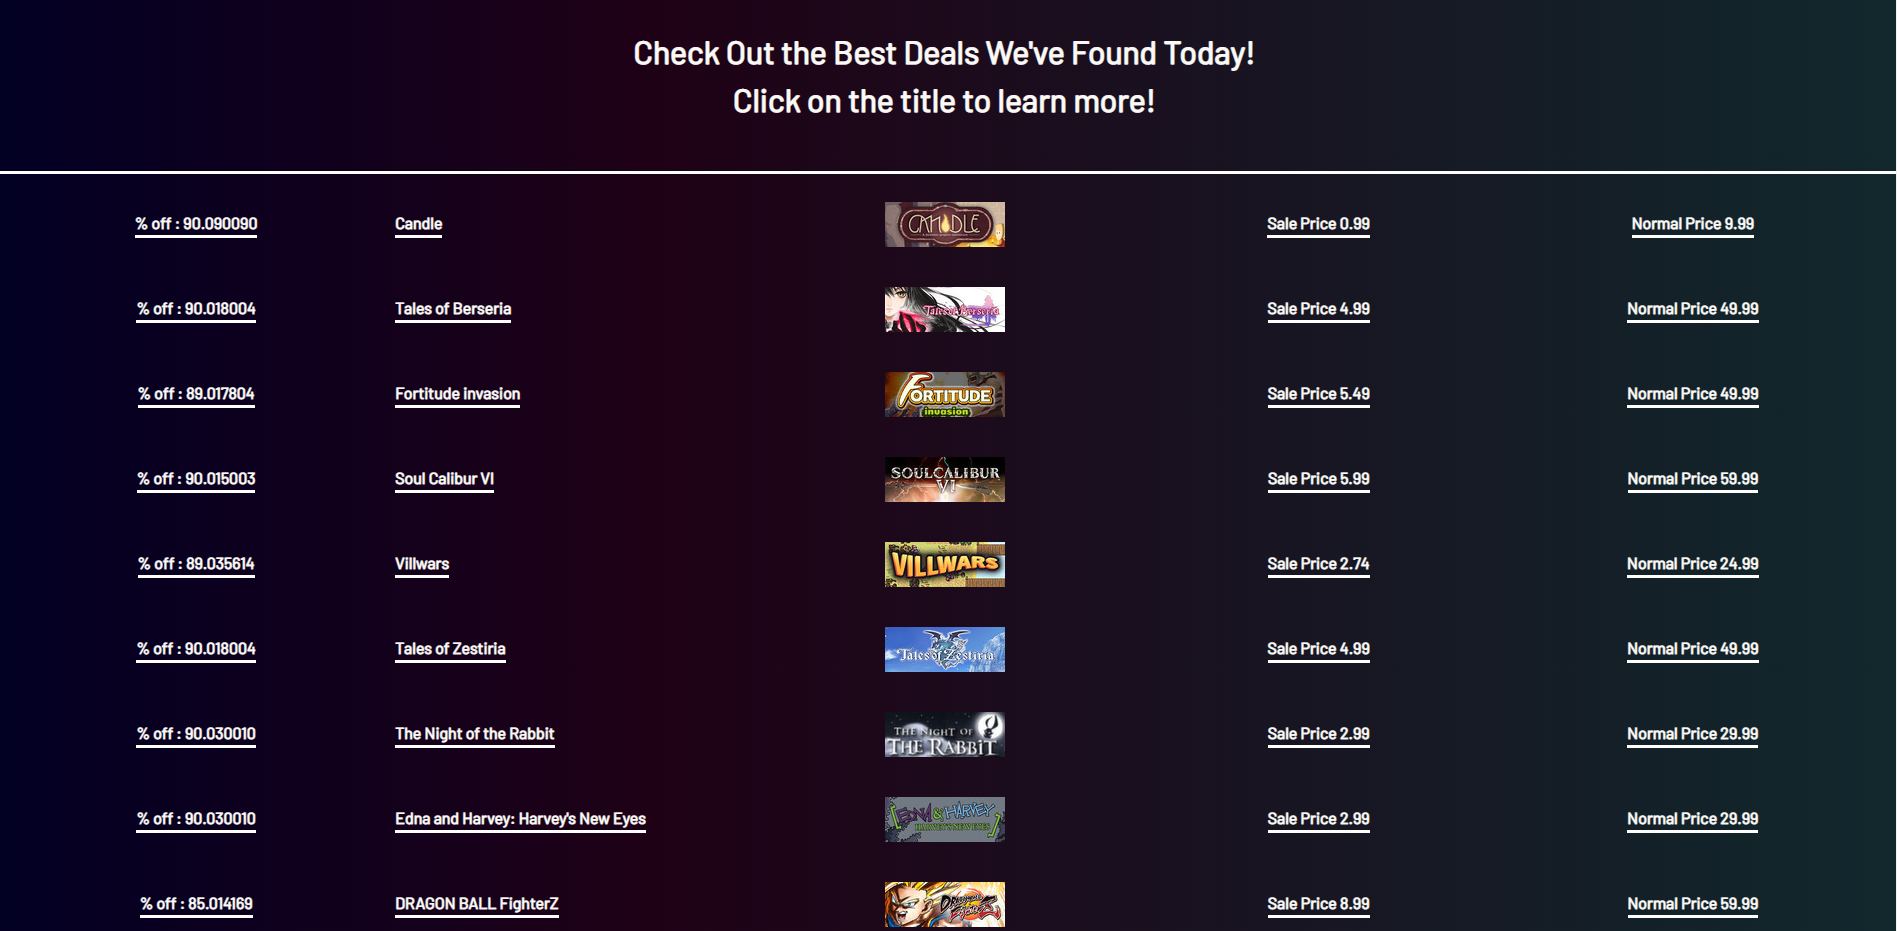 Check Out the Best Deals We've Found Today!
Click on the title to learn more!
% off : 90.090090 Candle CANDLE Sale Price 0.99 Normal Price 9.99
% off : 90.018004 Tales of Berseria Tales of Berseria Sale Price 4.99 Normal Price 49.99
% off : 89.017804 Fortitude invasion FORTITUDE invasion Sale Price 5.49 Normal Price 49.99
% off : 90.015003 Soul Calibur VI SOULCALIBUR VI Sale Price 5.99 Normal Price 59.99
% off : 89.035614 Villwars VILLWARS Sale Price 2.74 Normal Price 24.99
% off : 90.018004 Tales of Zestiria Tales of Zestiria Sale Price 4.99 Normal Price 49.99
% off : 90.030010 The Night of the Rabbit THE NIGHT OF THE RABBIT Sale Price 2.99 Normal Price 29.99
% off : 90.030010 Edna and Harvey: Harvey's New Eyes EDNA & HARVEY HARVEY'S NEW EYES Sale Price 2.99 Normal Price 29.99
% off : 85.014169 DRAGON BALL FighterZ Sale Price 8.99 Normal Price 59.99